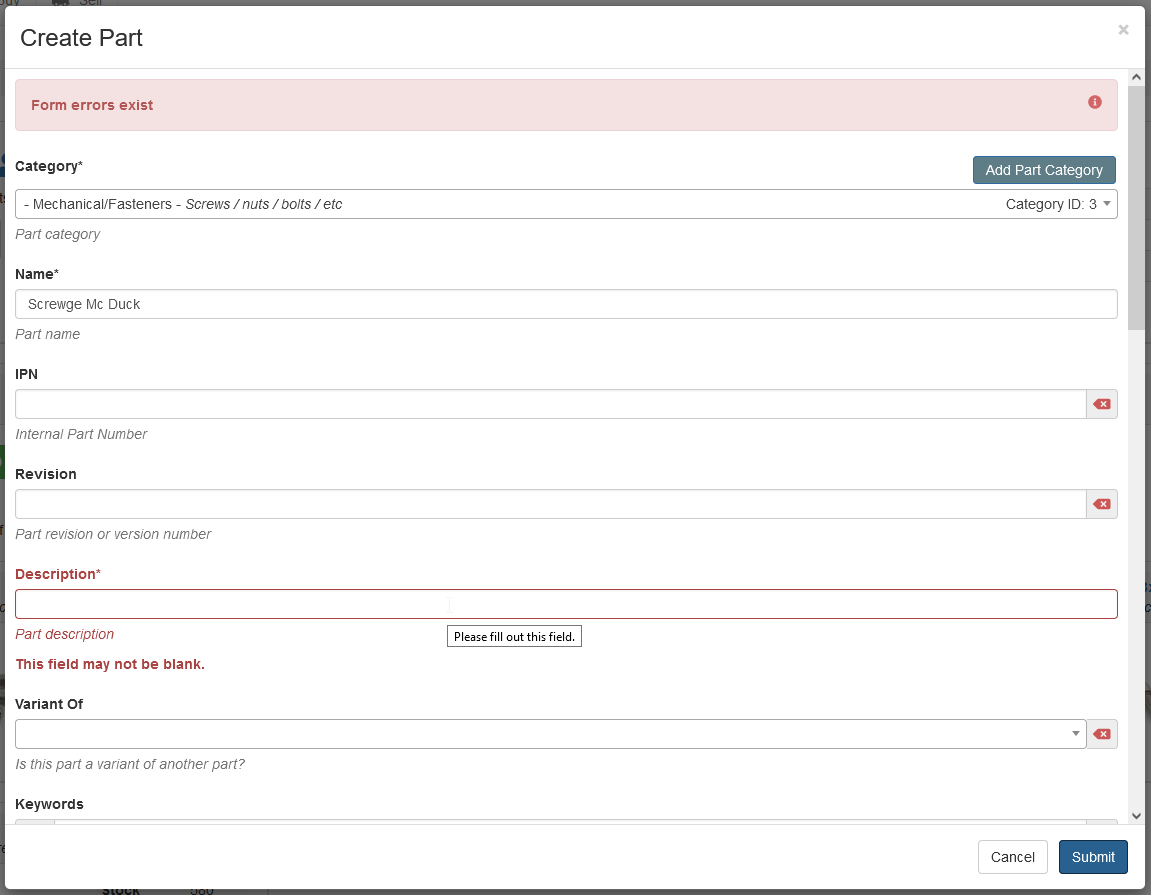 Sell
Create Part
×
Form errors exist
Category*
Add Part Category
- Mechanical/Fasteners - Screws / nuts / bolts / etc Category ID: 3
Part category
Name*
Screwge Mc Duck
Part name
IPN
Internal Part Number
Revision
Part revision or version number
Description*
Part description
Please fill out this field.
This field may not be blank.
Variant Of
Is this part a variant of another part?
Keywords
Cancel Submit
stock 580